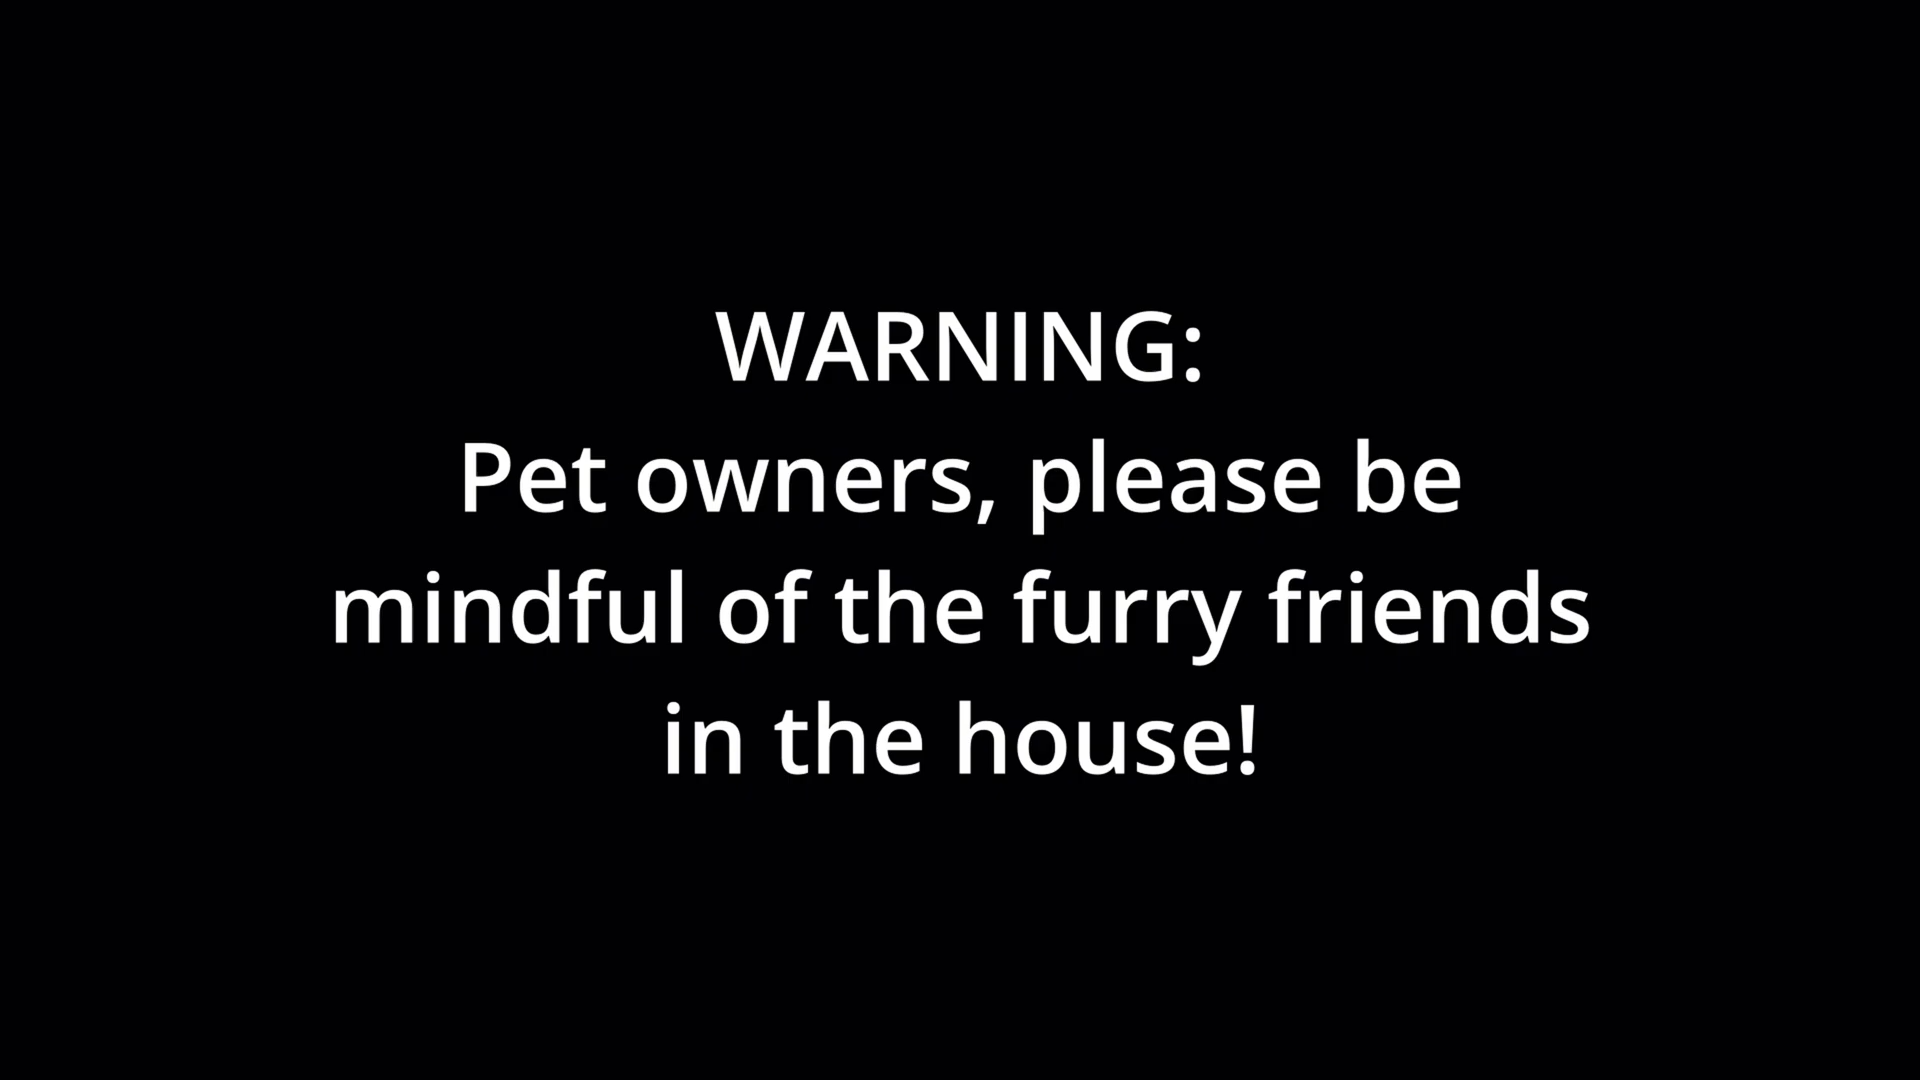 WARNING:
Pet owners, please be
mindful of the furry friends
in the house!